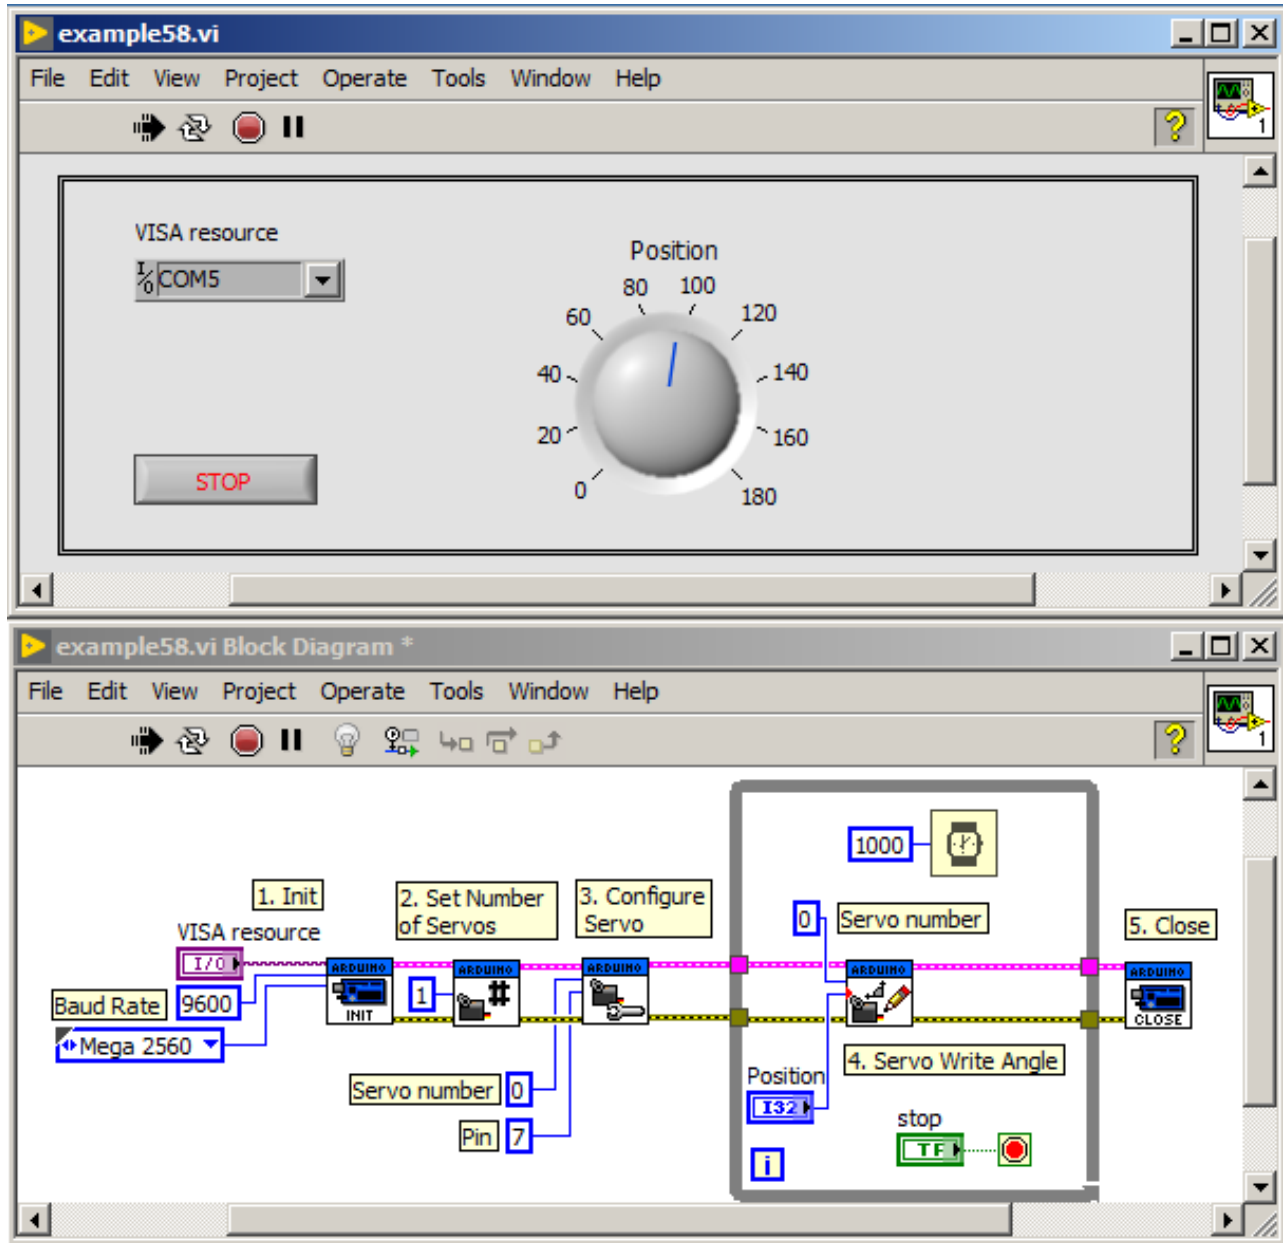 example58.vi
File Edit View Project Operate Tools Window Help
1
VISA resource
I/O COM5
STOP
Position
0
20
40
60
80
100
120
140
160
180
example58.vi Block Diagram *
File Edit View Project Operate Tools Window Help
1
1. Init
2. Set Number
of Servos
3. Configure
Servo
VISA resource
I/O
Baud Rate 9600
Mega 2560
ARDUINO
INIT
1
ARDUINO
#
ARDUINO
Servo number 0
Pin 7
1000
0 Servo number
ARDUINO
4. Servo Write Angle
Position
I32
stop
TF
i
5. Close
ARDUINO
CLOSE